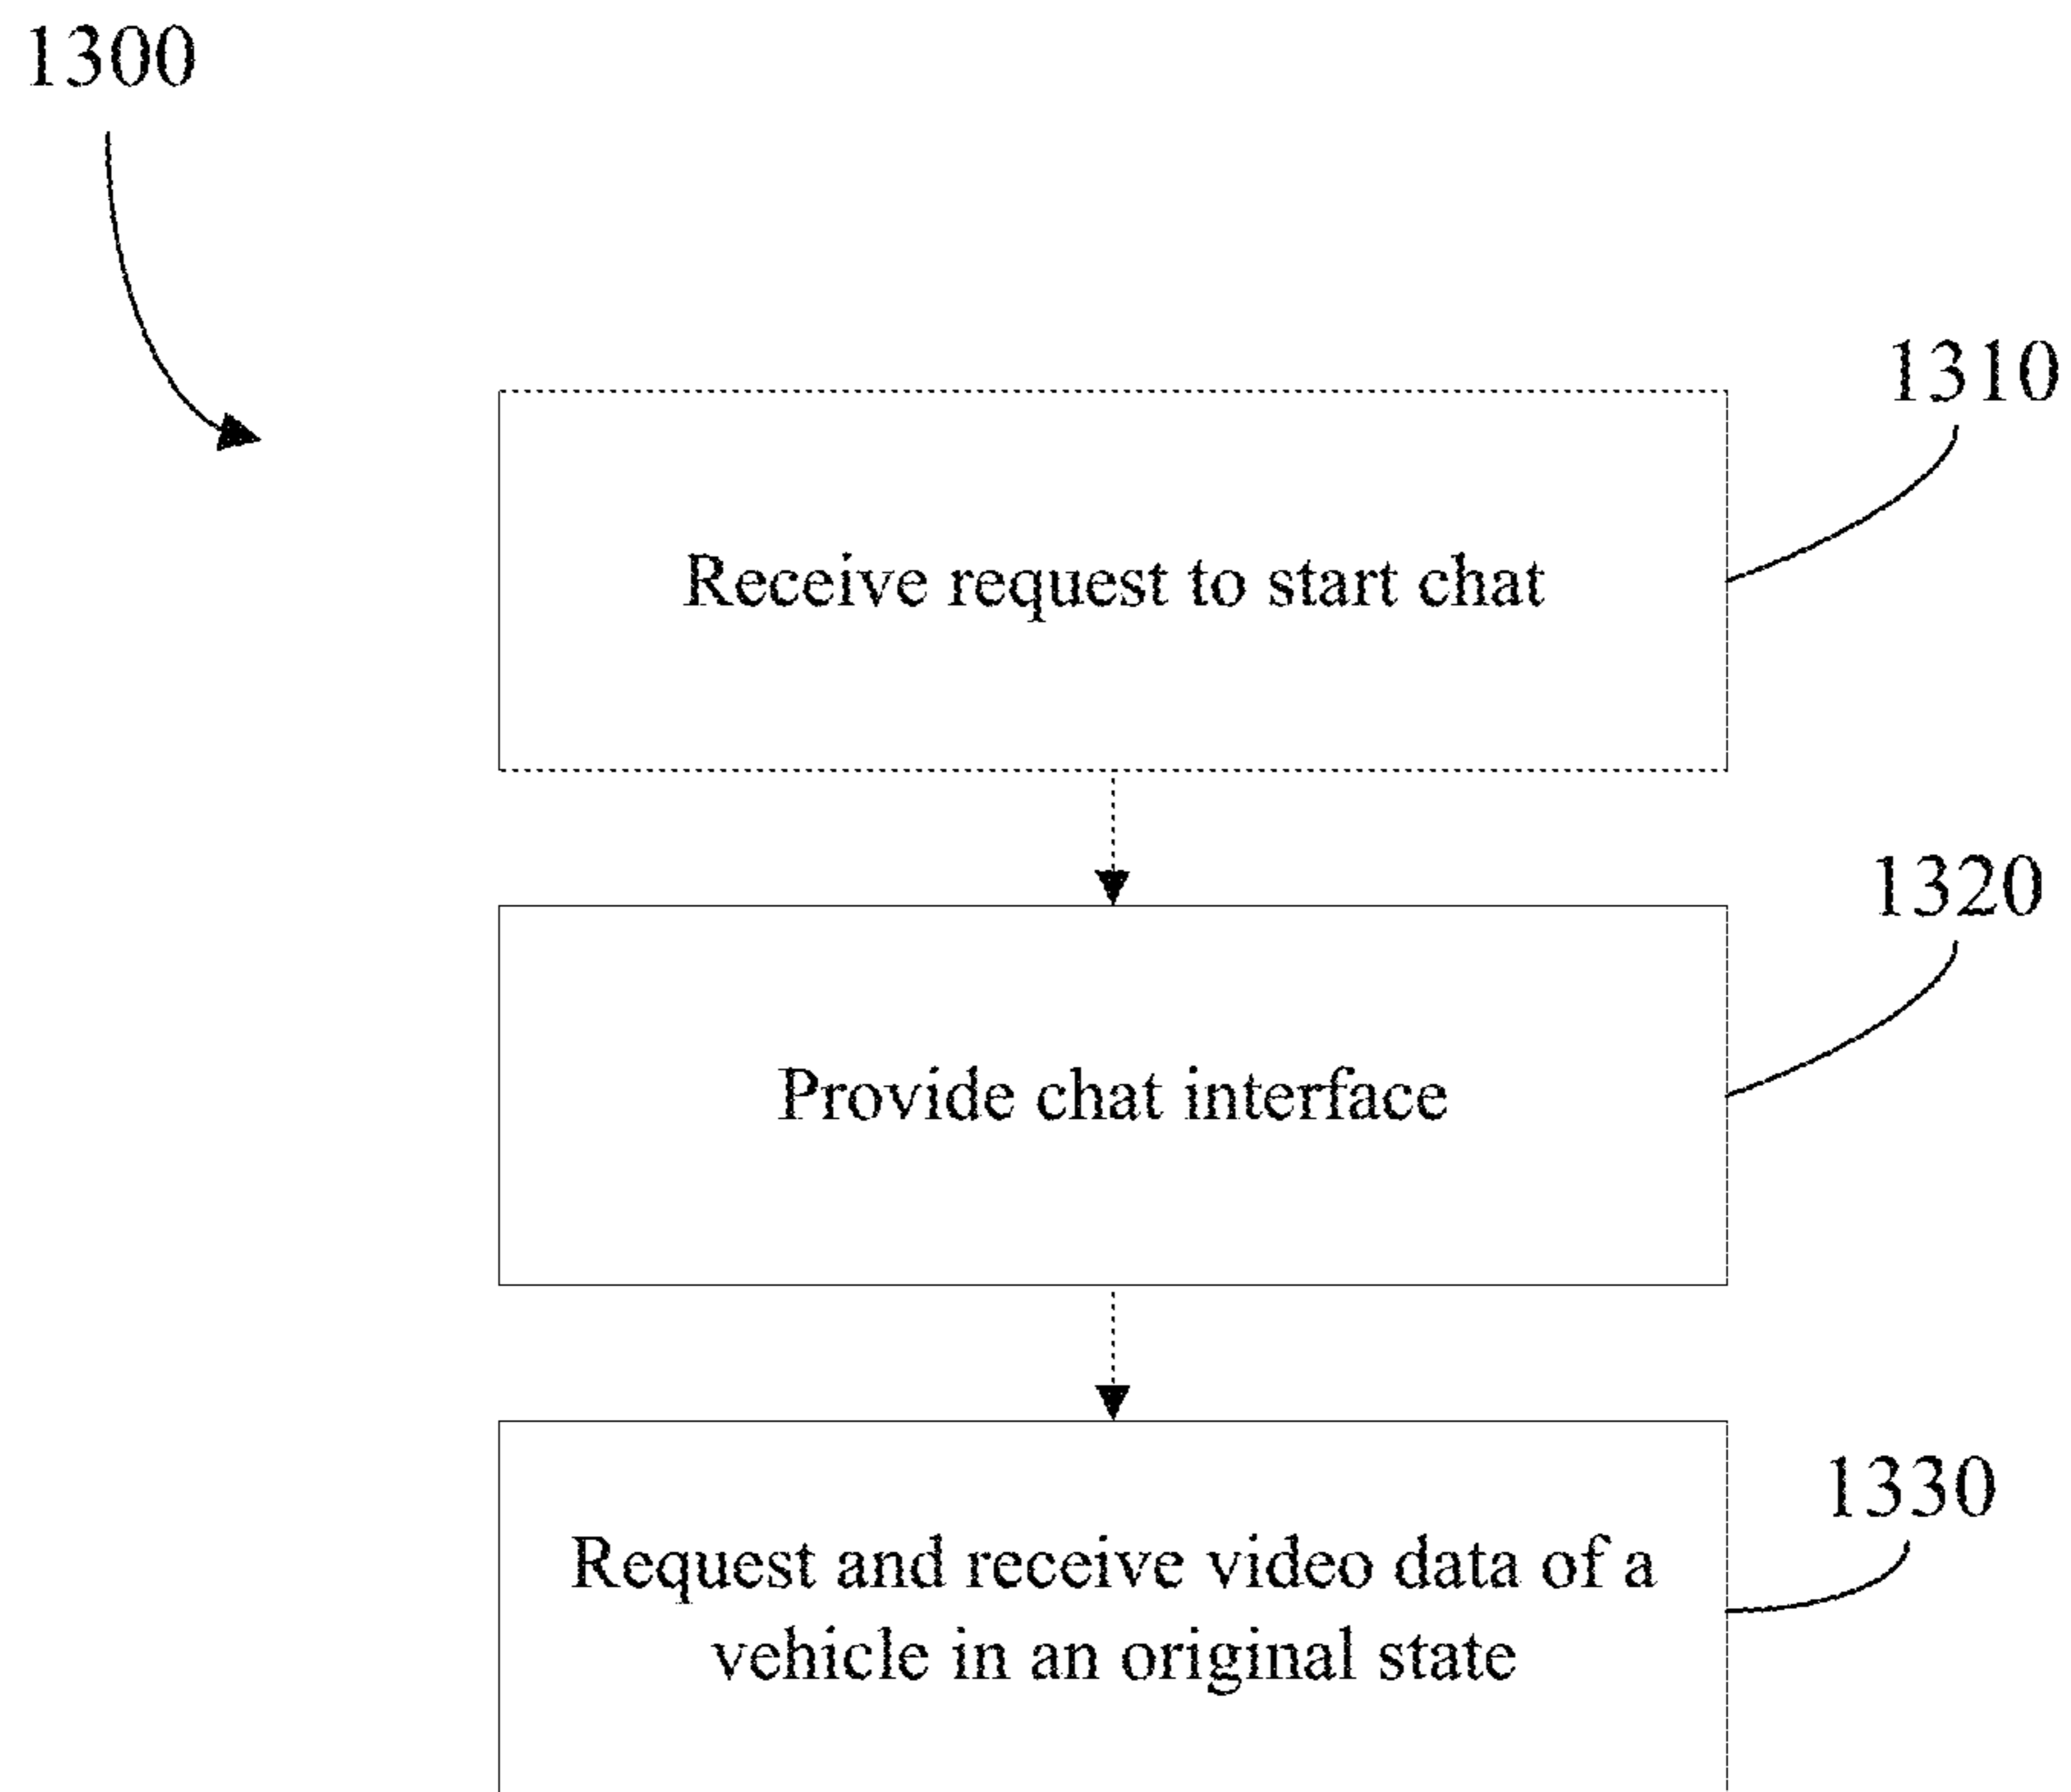 1300
1310
Receive request to start chat
1320
Provide chat interface
1330
Request and receive video data of a
vehicle in an original state